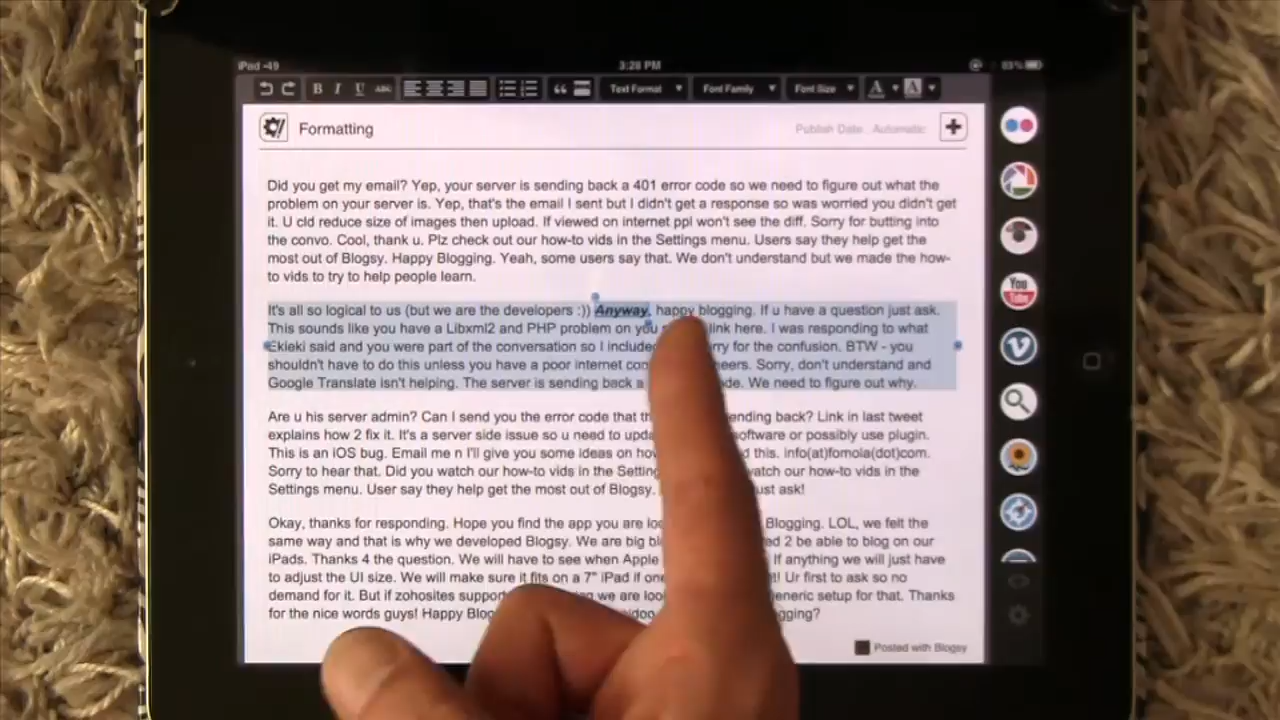 iPad -49
3:28 PM
83%
B I U ABC
Text Format
Font Family
Font Size
A
A
Formatting
Publish Date: Automatic
Did you get my email? Yep, your server is sending back a 401 error code so we need to figure out what the
problem on your server is. Yep, that's the email I sent but I didn't get a response so was worried you didn't get
it. U cld reduce size of images then upload. If viewed on internet ppl won't see the diff. Sorry for butting into
the convo. Cool, thank u. Plz check out our how-to vids in the Settings menu. Users say they help get the
most out of Blogsy. Happy Blogging. Yeah, some users say that. We don't understand but we made the how-
to vids to try to help people learn.
It's all so logical to us (but we are the developers :)) Anyway, happy blogging. If u have a question just ask.
This sounds like you have a Libxml2 and PHP problem on you link here. I was responding to what
Ekieki said and you were part of the conversation so I included for the confusion. BTW - you
shouldn't have to do this unless you have a poor internet Sorry, don't understand and
Google Translate isn't helping. The server is sending back a We need to figure out why.
Are u his server admin? Can I send you the error code that back? Link in last tweet
explains how 2 fix it. It's a server side issue so u need to software or possibly use plugin.
This is an iOS bug. Email me n I'll give you some ideas on this. info(at)fomola(dot)com.
Sorry to hear that. Did you watch our how-to vids in the watch our how-to vids in the
Settings menu. User say they help get the most out of Blogsy. just ask!
Okay, thanks for responding. Hope you find the app you are Blogging. LOL, we felt the
same way and that is why we developed Blogsy. We are big 2 be able to blog on our
iPads. Thanks 4 the question. We will have to see when Apple If anything we will just have
to adjust the UI size. We will make sure it fits on a 7" iPad if Ur first to ask so no
demand for it. But if zohosites we are setup for that. Thanks
for the nice words guys! Happy
Posted with Blogsy
You
Tube